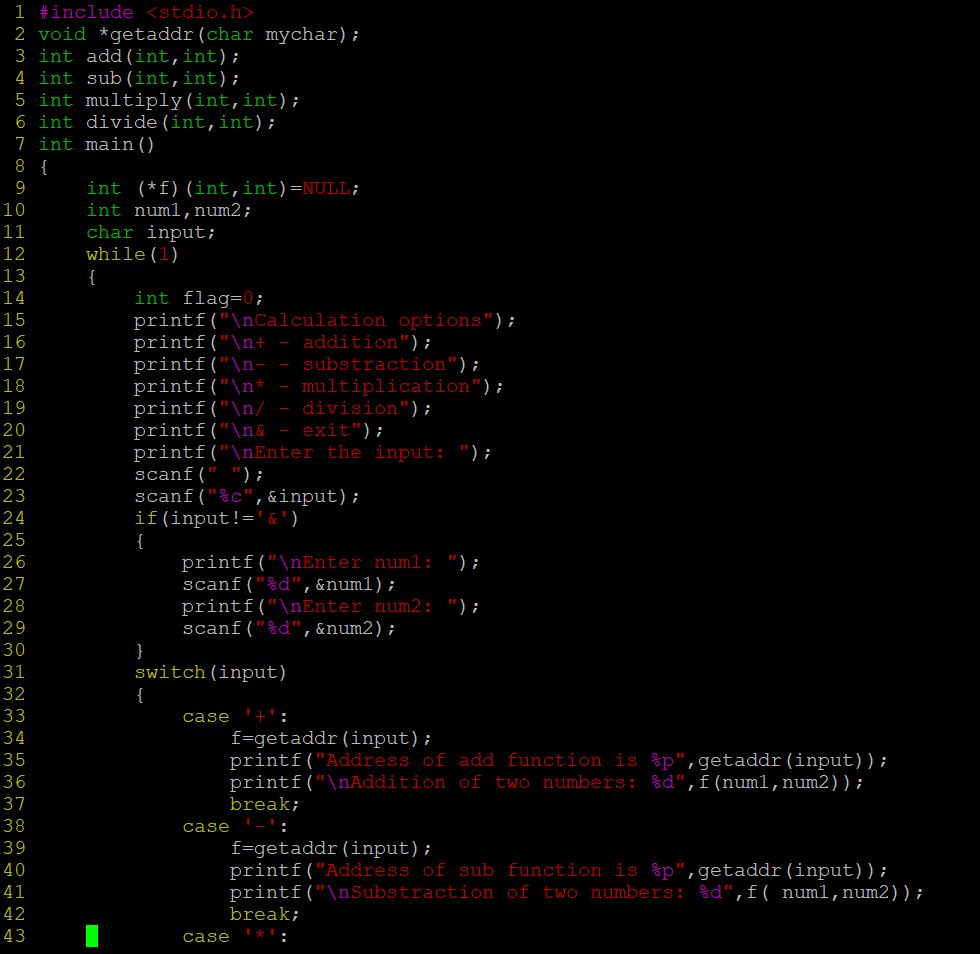 1 #include <stdio.h>
2 void *getaddr(char mychar);
3 int add(int,int);
4 int sub(int,int);
5 int multiply(int,int);
6 int divide(int,int);
7 int main()
8 {
9     int (*f)(int,int)=NULL;
10     int num1,num2;
11     char input;
12     while(1)
13     {
14         int flag=0;
15         printf("\nCalculation options");
16         printf("\n+ - addition");
17         printf("\n- - substraction");
18         printf("\n* - multiplication");
19         printf("\n/ - division");
20         printf("\n& - exit");
21         printf("\nEnter the input: ");
22         scanf(" ");
23         scanf("%c",&input);
24         if(input!='&')
25         {
26             printf("\nEnter num1: ");
27             scanf("%d",&num1);
28             printf("\nEnter num2: ");
29             scanf("%d",&num2);
30         }
31         switch(input)
32         {
33             case '+':
34                 f=getaddr(input);
35                 printf("Address of add function is %p",getaddr(input));
36                 printf("\nAddition of two numbers: %d",f(num1,num2));
37                 break;
38             case '-':
39                 f=getaddr(input);
40                 printf("Address of sub function is %p",getaddr(input));
41                 printf("\nSubstraction of two numbers: %d",f( num1,num2));
42                 break;
43             case '*':